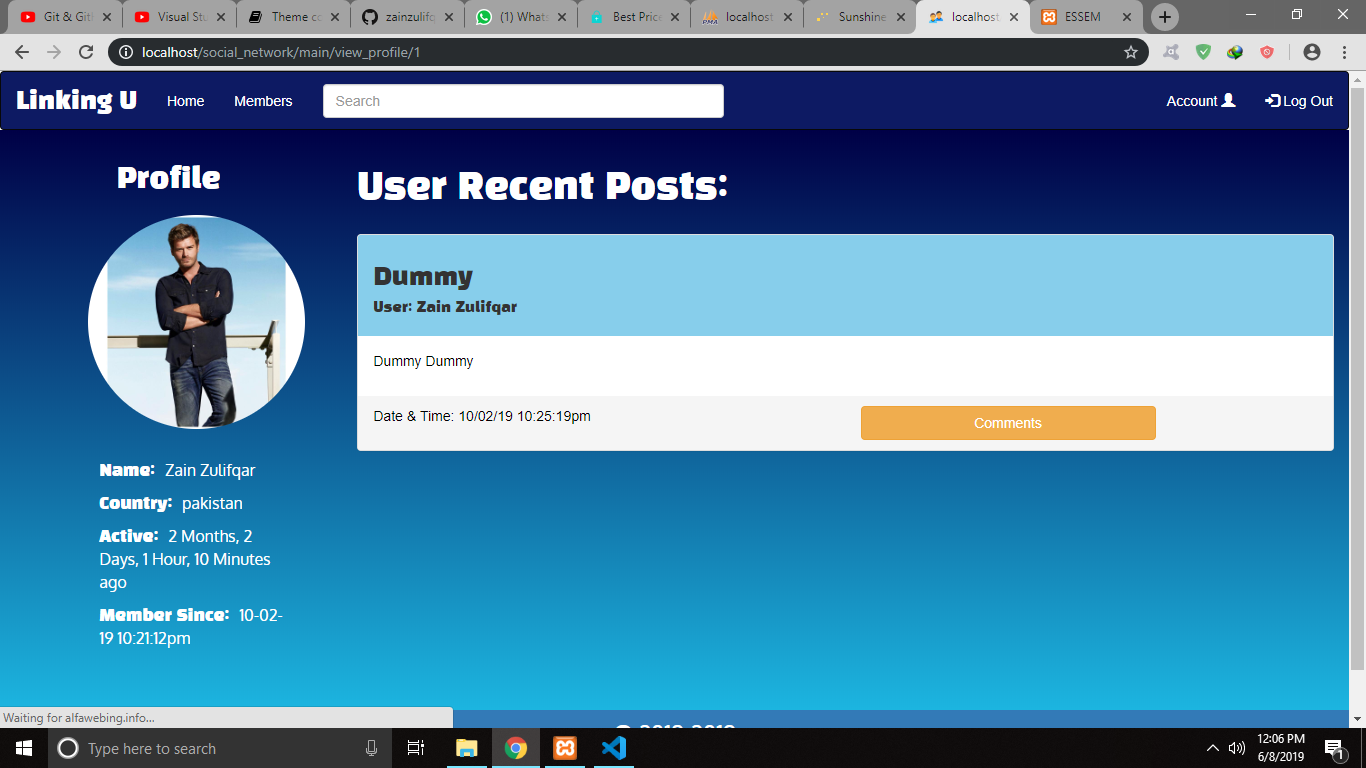 Git & Gith
Visual Stu
Theme co
zainzulifq
(1) Whats
Best Price
localhost
Sunshine
localhost
ESSEM
localhost/social_network/main/view_profile/1
Linking U
Home
Members
Search
Account
Log Out
Profile
User Recent Posts:
Dummy
User: Zain Zulifqar
Dummy Dummy
Date & Time: 10/02/19 10:25:19pm
Comments
Name: Zain Zulifqar
Country: pakistan
Active: 2 Months, 2
Days, 1 Hour, 10 Minutes
ago
Member Since: 10-02-
19 10:21:12pm
Waiting for alfawebing.info...
Type here to search
12:06 PM
6/8/2019
1